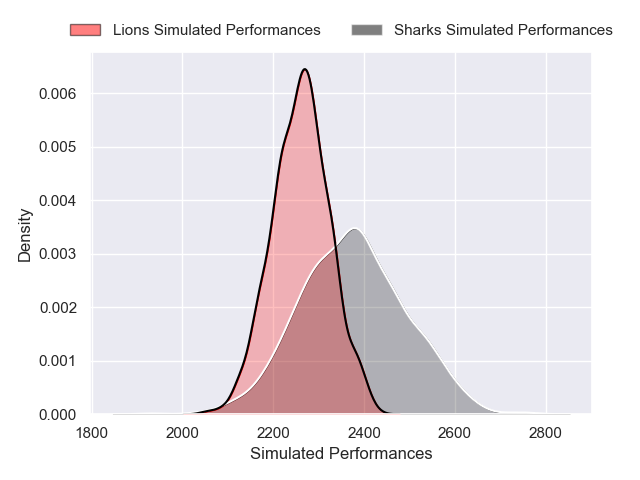 Lions Simulated Performances Sharks Simulated Performances
0.006
0.005
0.004
0.003
0.002
0.001
0.000
Density
1800 2000 2200 2400 2600 2800
Simulated Performances